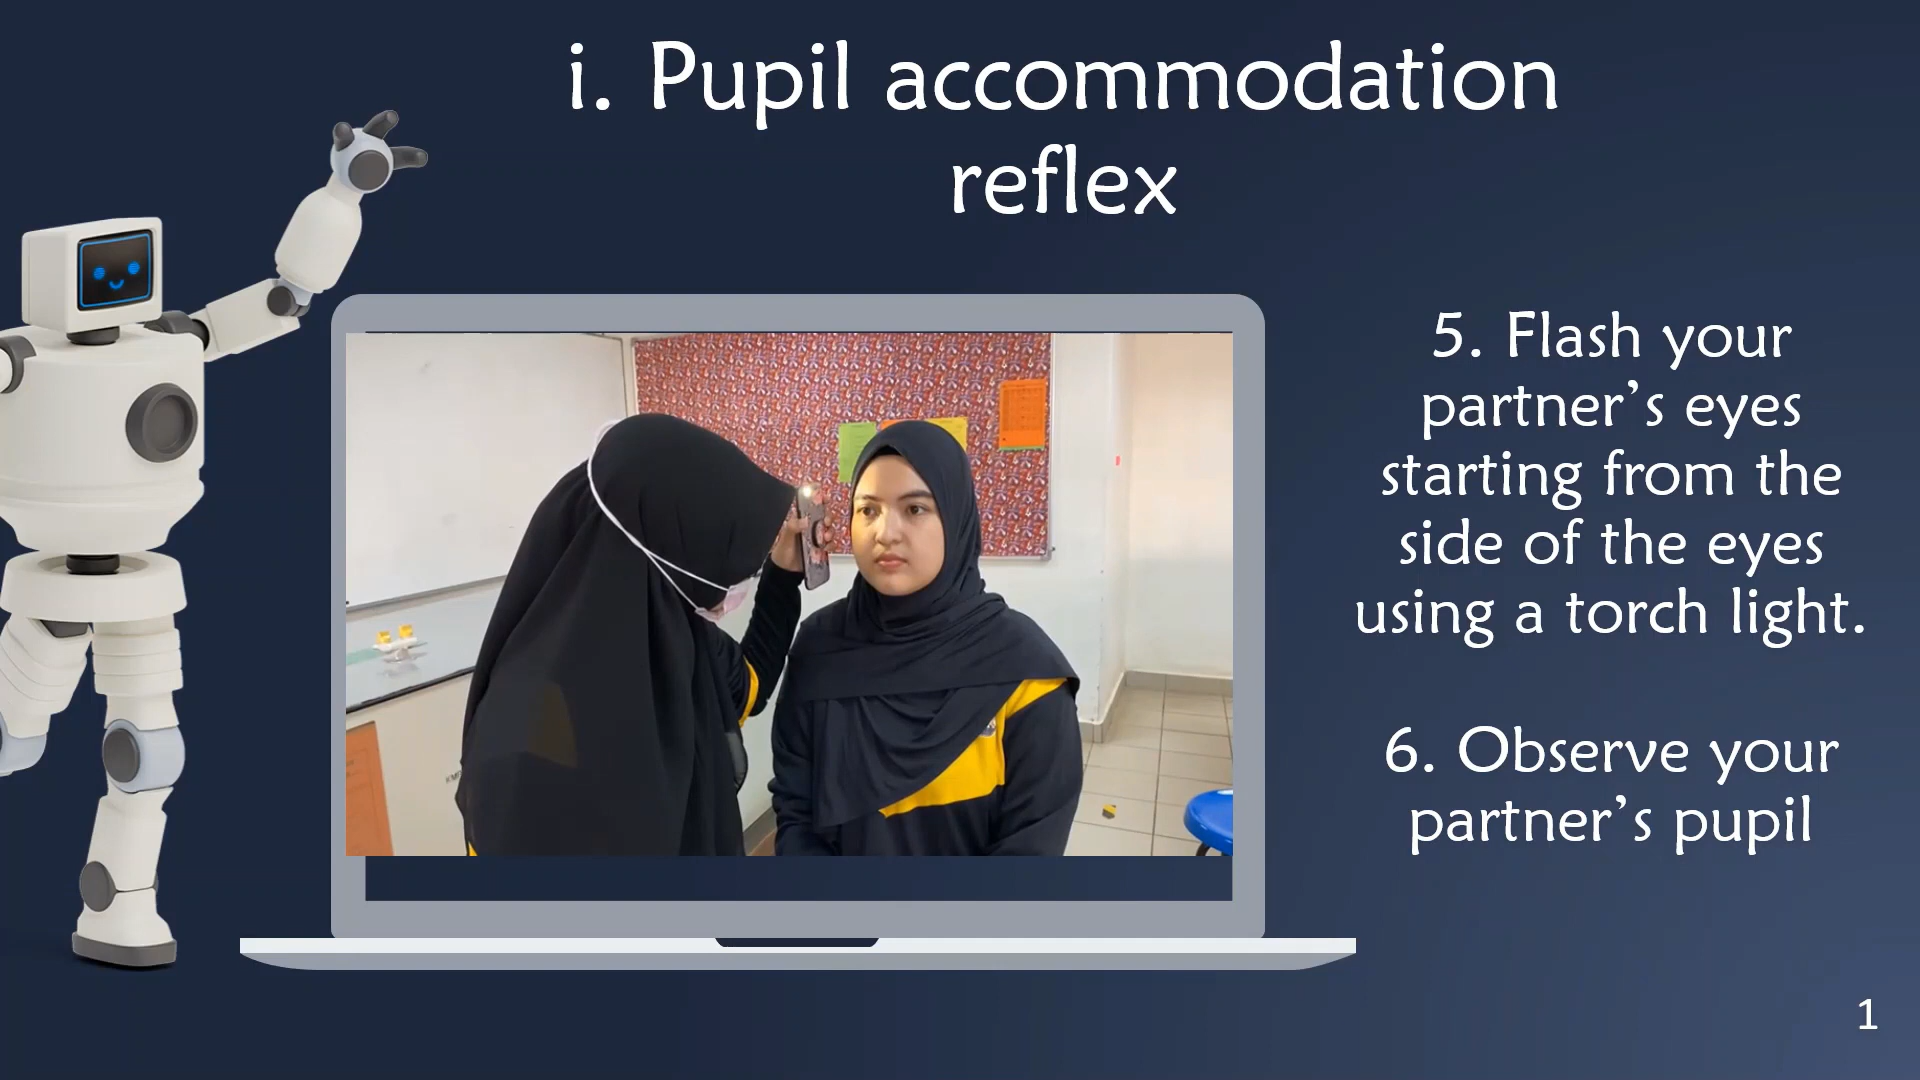 i. Pupil accommodation
reflex
5. Flash your
partner’s eyes
starting from the
side of the eyes
using a torch light.
6. Observe your
partner’s pupil
1